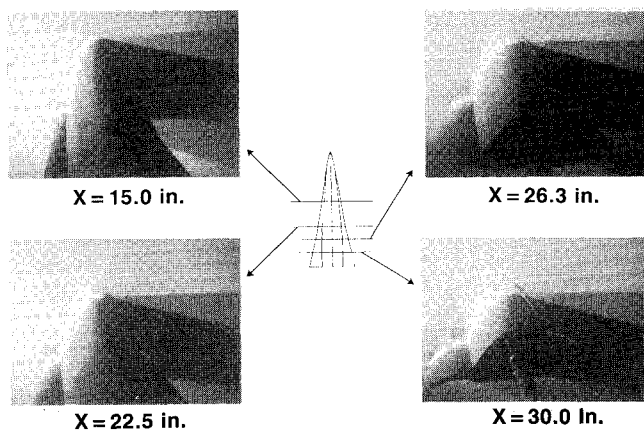 X = 15.0 in.
X = 26.3 in.
X = 22.5 in.
X = 30.0 In.